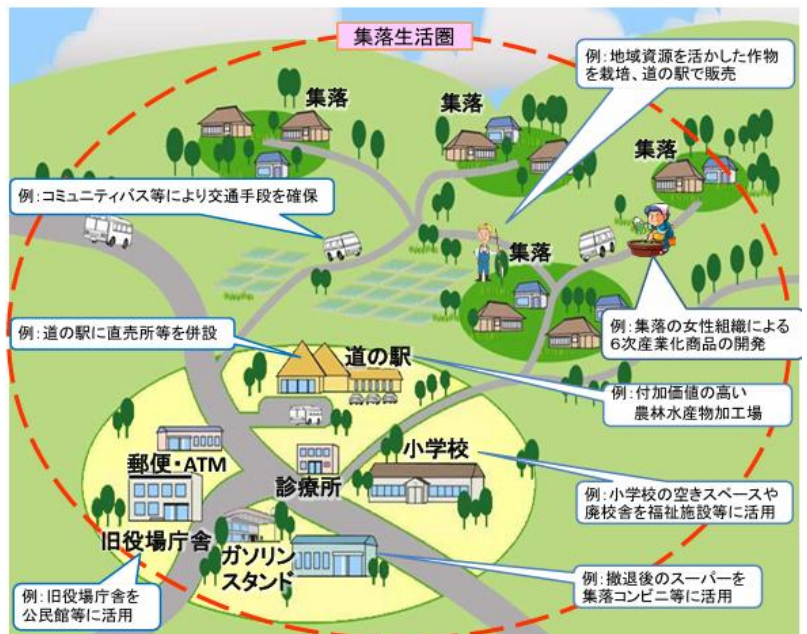 集落生活圏
例：地域資源を活かした作物
を栽培、道の駅で販売
集落
集落
集落
例：コミュニティバス等により交通手段を確保
集落
例：集落の女性組織による
６次産業化商品の開発
例：道の駅に直売所等を併設
道の駅
例：付加価値の高い
農林水産物加工場
郵便・ATM
診療所
小学校
例：小学校の空きスペースや
廃校舎を福祉施設等に活用
旧役場庁舎
ガソリン
スタンド
例：旧役場庁舎を
公民館等に活用
例：撤退後のスーパーを
集落コンビニ等に活用